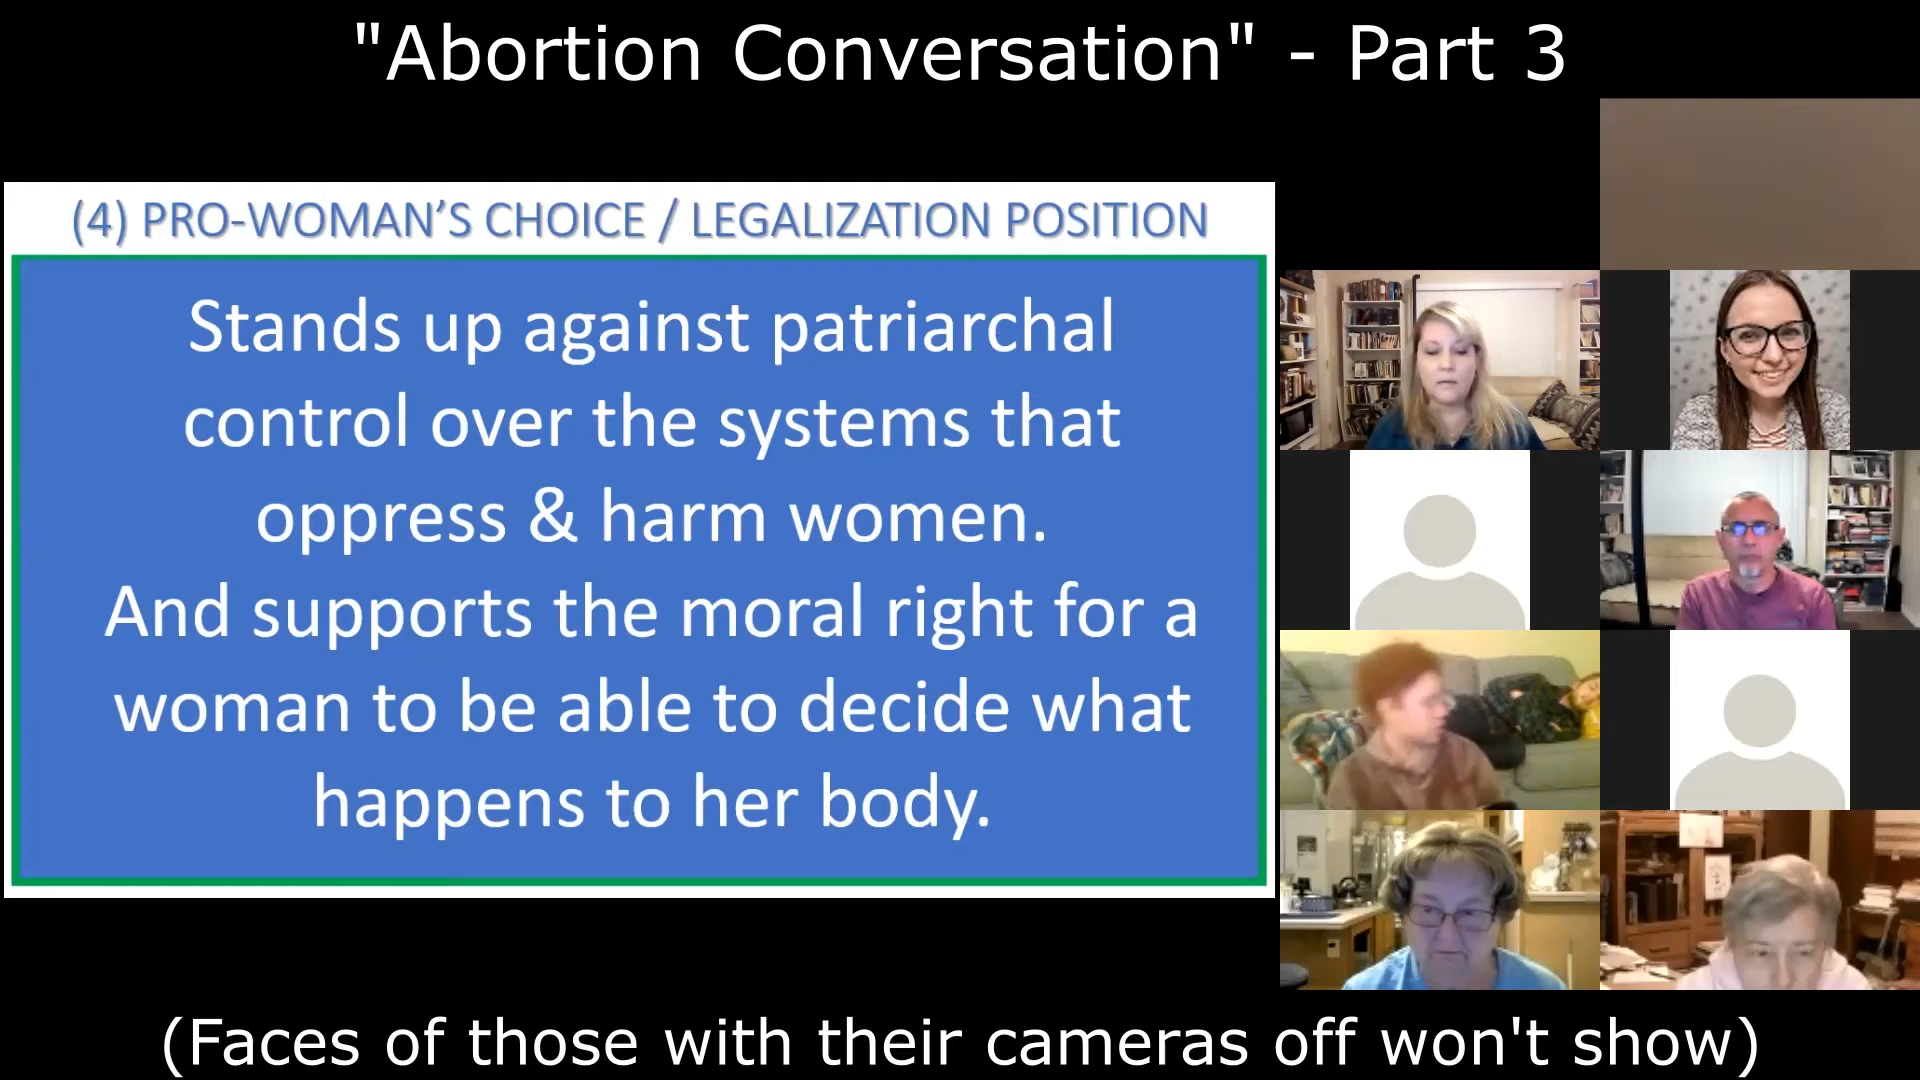 "Abortion Conversation" - Part 3
(4) PRO-WOMAN'S CHOICE / LEGALIZATION POSITION
Stands up against patriarchal
control over the systems that
oppress & harm women.
And supports the moral right for a
woman to be able to decide what
happens to her body.
(Faces of those with their cameras off won't show)